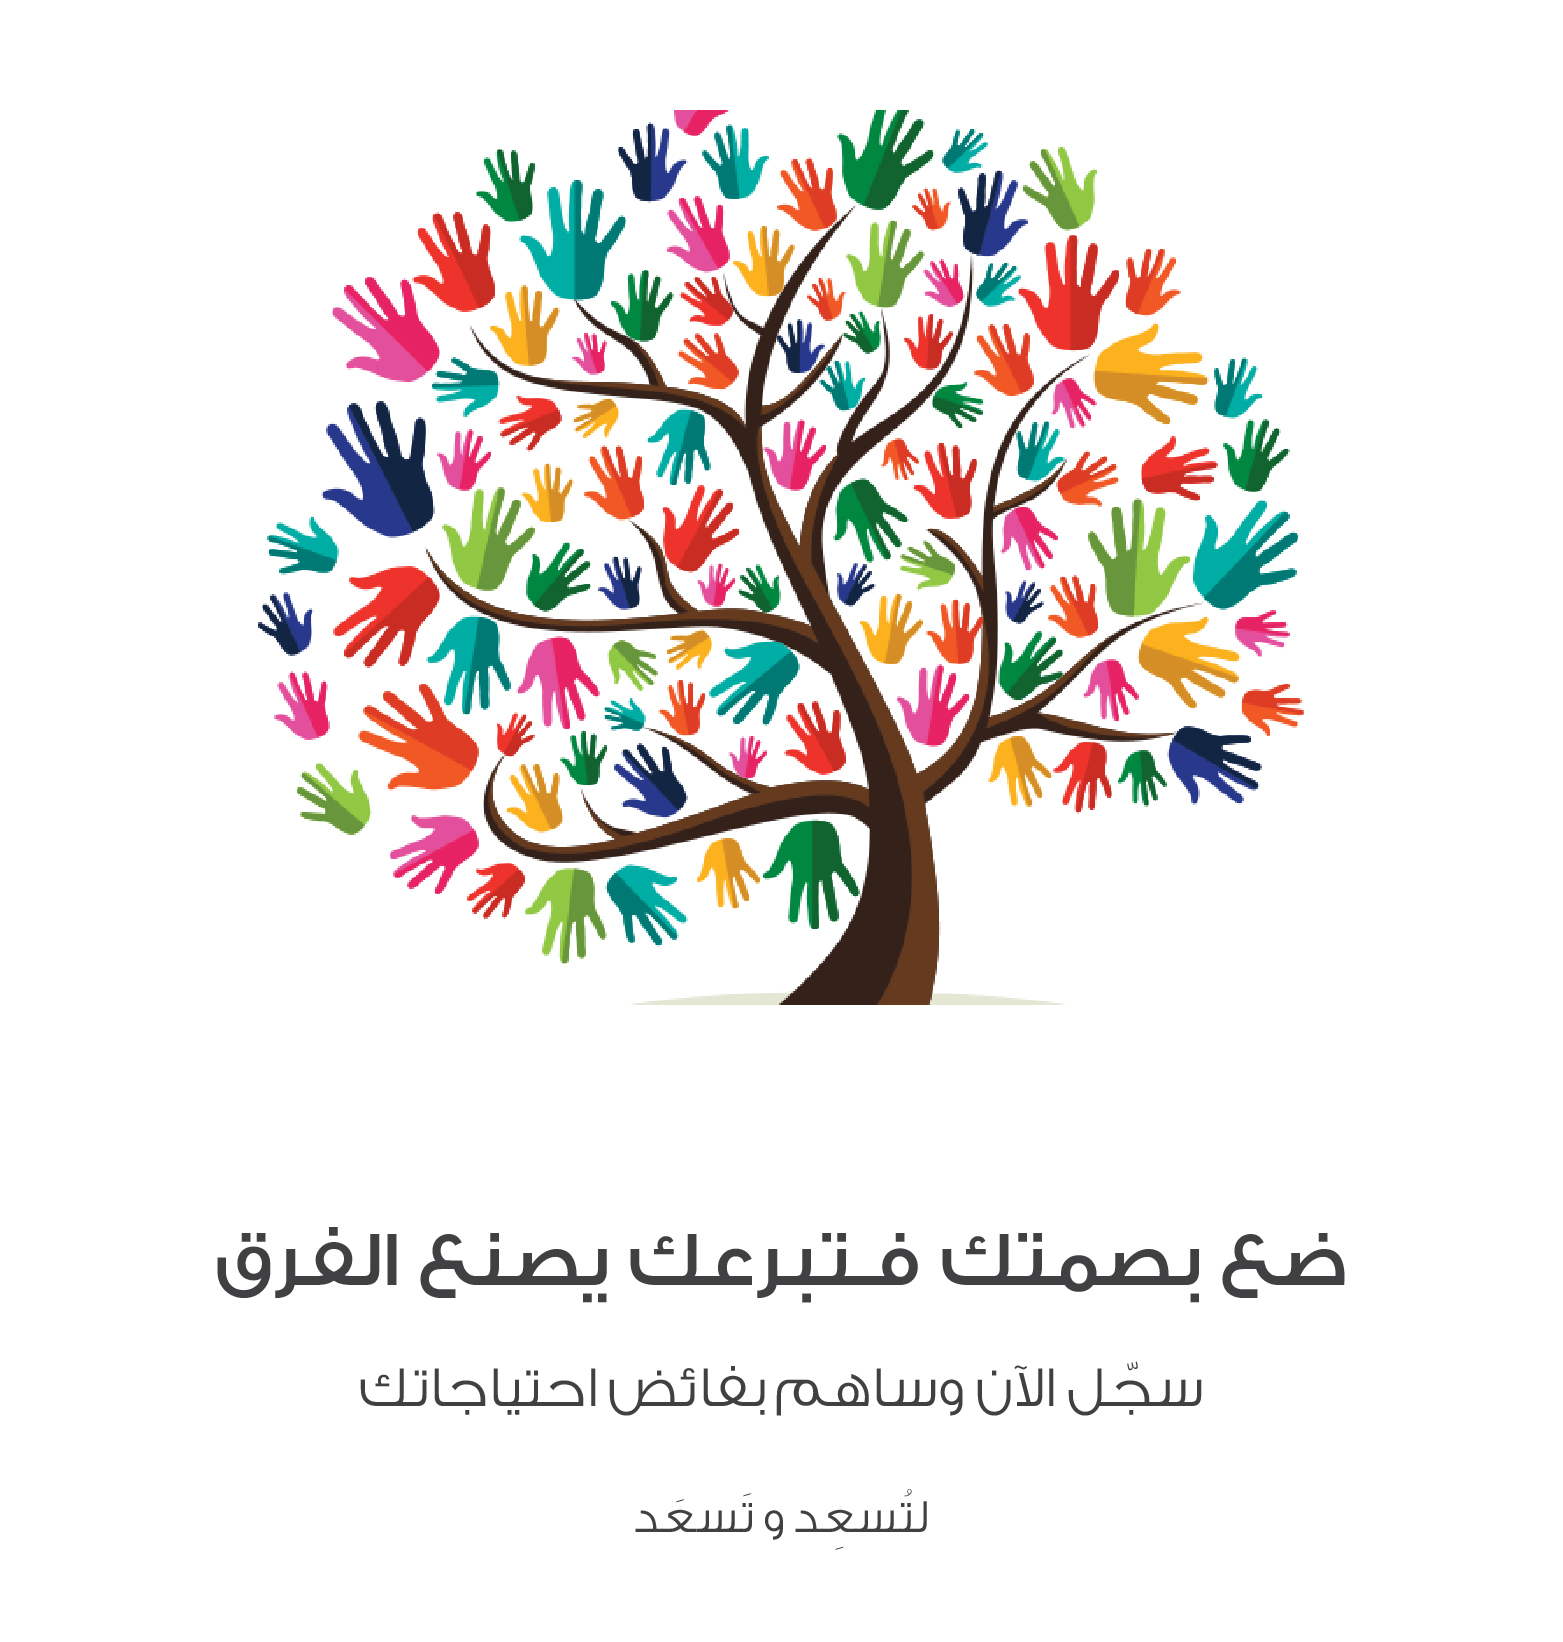 ضع بصمتك فتبرعك يصنع الفرق
سجّل الآن وساهم بفائض احتياجاتك
لتُسعِد و تَسعَد